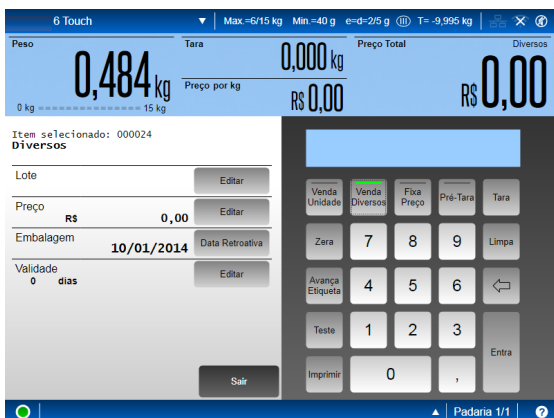 6 Touch
Max.=6/15 kg Min.=40 g e=d=2/5 g III T= -9,995 kg
Peso
0,484 kg
0 kg
15 kg
Tara
0,000 kg
Preço por kg
R$ 0,00
Preço Total
Diversos
R$ 0,00
Item selecionado: 000024
Diversos
Lote
Editar
Preço
R$ 0,00
Editar
Embalagem
10/01/2014
Data Retroativa
Validade
0 dias
Editar
Sair
Venda Unidade
Venda Diversos
Fixa Preço
Pré-Tara
Tara
Zera
7
8
9
Limpa
Avança Etiqueta
4
5
6
Teste
1
2
3
Entra
Imprimir
0
,
Padaria 1/1
?